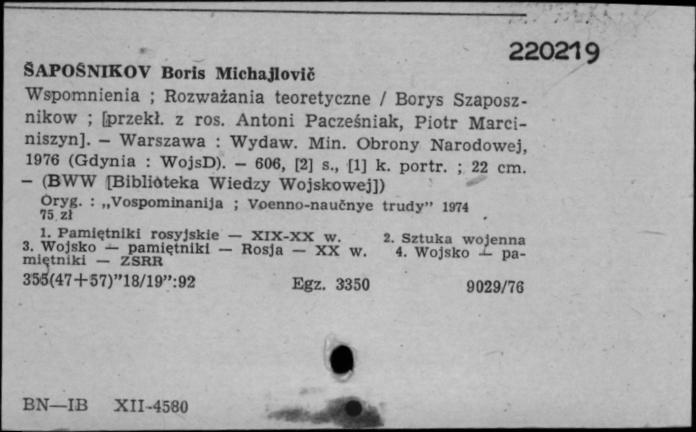 220219
ŠAPOŠNIKOV Boris Michajlovič
Wspomnienia ; Rozważania teoretyczne / Borys Szaposz-
nikow ; [przekł. z ros. Antoni Pacześniak, Piotr Marci-
niszyn]. — Warszawa : Wydaw. Min. Obrony Narodowej,
1976 (Gdynia : WojsD). — 606, [2] s., [1] k. portr. ; 22 cm.
— (BWW [Biblioteka Wiedzy Wojskowej])
Oryg. : „Vospominanija ; Voenno-naučnye trudy" 1974
75 zł
1. Pamiętniki rosyjskie — XIX-XX w. 2. Sztuka wojenna
3. Wojsko — pamiętniki — Rosja — XX w. 4. Wojsko — pa-
miętniki — ZSRR
355(47+57)"18/19":92 Egz. 3350 9029/76
BN—IB XII-4580